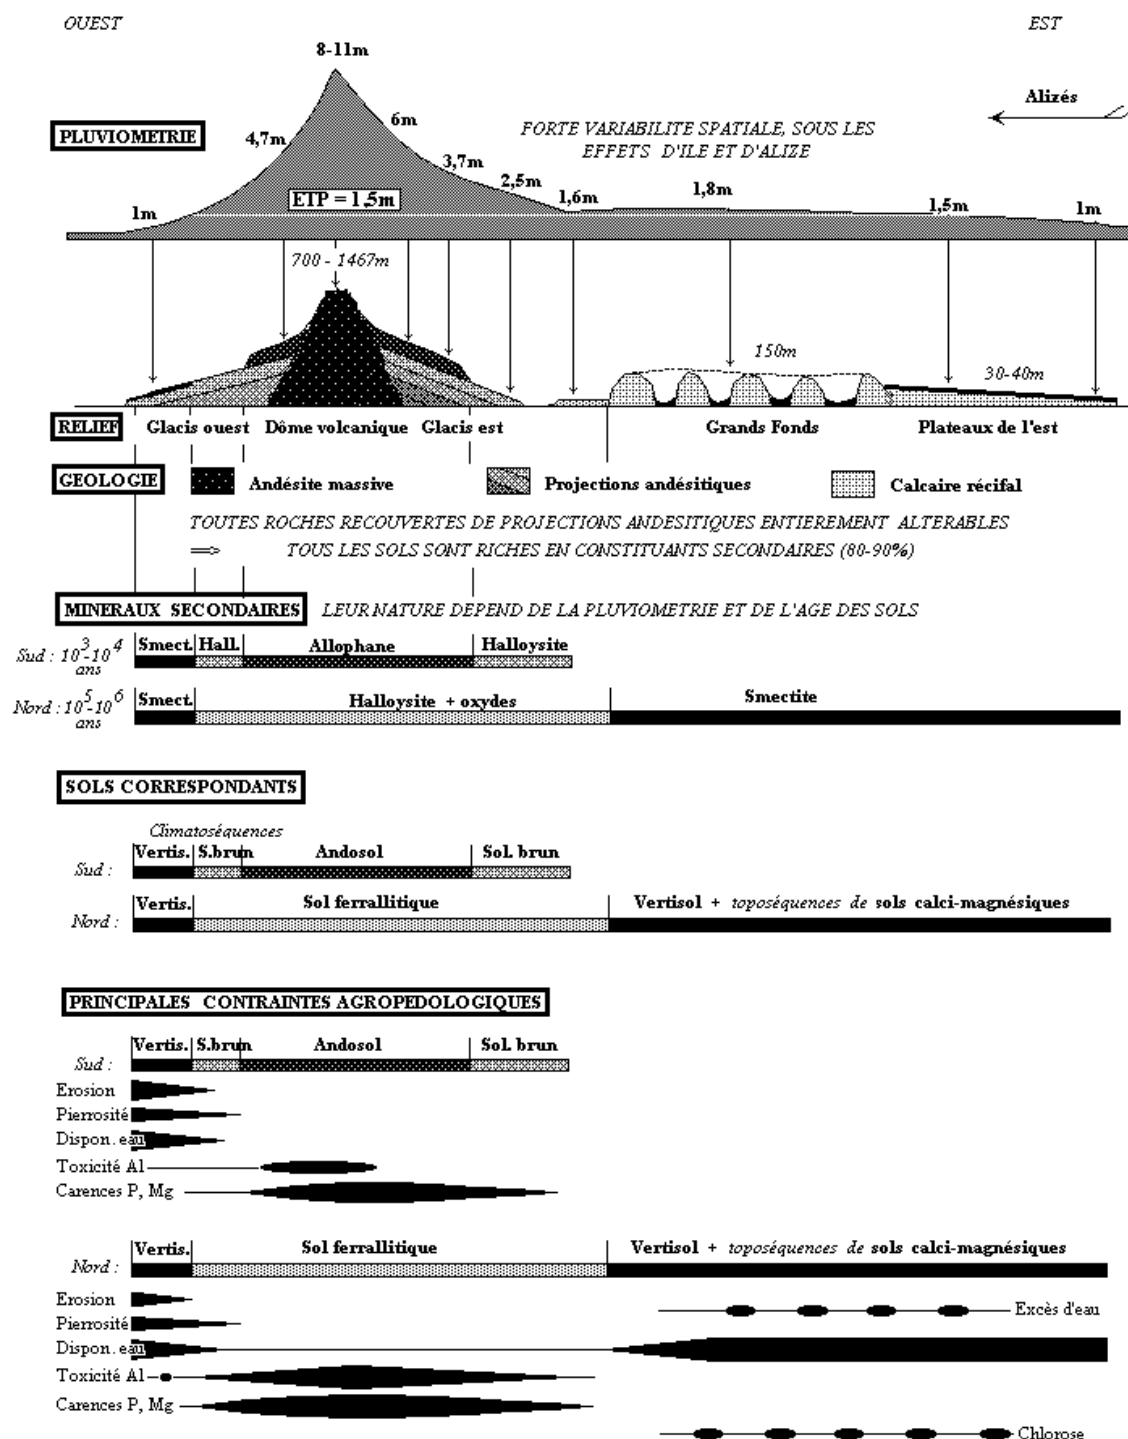 OUEST
EST
8-11m
Alizés
PLUVIOMETRIE
4,7m
6m
FORTE VARIABILITE SPATIALE, SOUS LES
EFFETS D'ILE ET D'ALIZE
3,7m
2,5m
1,6m
1,8m
ETP = 1,5m
1m
1,5m
1m
700 - 1467m
150m
30-40m
RELIEF
Glacis ouest
Dôme volcanique
Glacis est
Grands Fonds
Plateaux de l'est
GEOLOGIE
Andésite massive
Projections andésitiques
Calcaire récifal
TOUTES ROCHES RECOUVERTES DE PROJECTIONS ANDESITIQUES ENTIEREMENT ALTERABLES
TOUS LES SOLS SONT RICHES EN CONSTITUANTS SECONDAIRES (80-90%)
MINERAUX SECONDAIRES
LEUR NATURE DEPEND DE LA PLUVIOMETRIE ET DE L'AGE DES SOLS
Sud : 10^3-10^4 ans
Smect.
Hall.
Allophane
Halloysite
Nord : 10^5-10^6 ans
Smect.
Halloysite + oxydes
Smectite
SOLS CORRESPONDANTS
Climatoséquences
Sud :
Vertis.
S.brun
Andosol
Sol. brun
Nord :
Vertis.
Sol ferrallitique
Vertisol + toposéquences de sols calci-magnésiques
PRINCIPALES CONTRAINTES AGROPEDOLOGIQUES
Sud :
Vertis.
S.brun
Andosol
Sol. brun
Erosion
Pierrosité
Dispon. eau
Toxicité Al
Carences P, Mg
Nord :
Vertis.
Sol ferrallitique
Vertisol + toposéquences de sols calci-magnésiques
Erosion
Excès d'eau
Pierrosité
Dispon. eau
Toxicité Al
Carences P, Mg
Chlorose